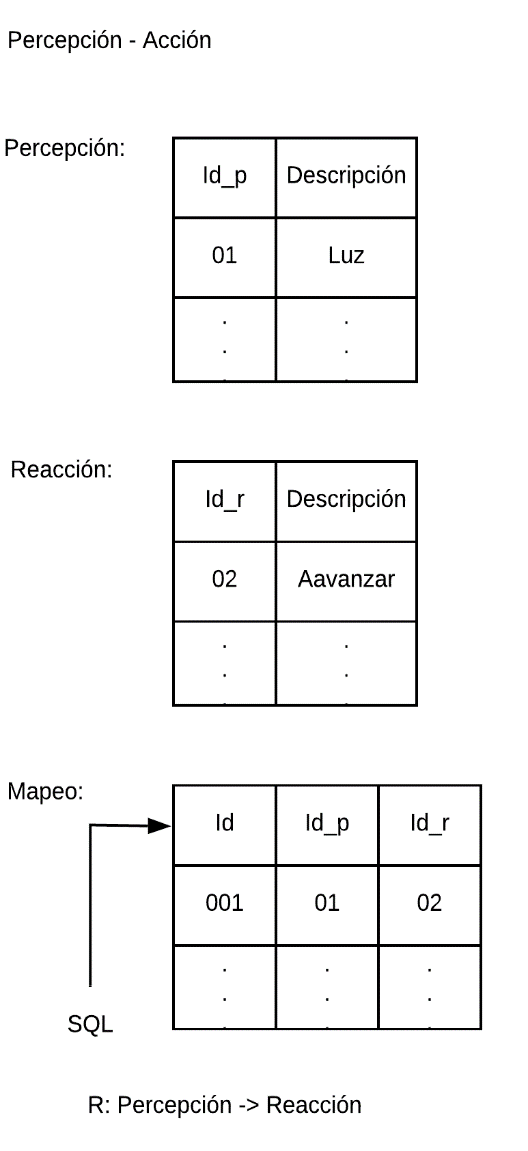 Percepción - Acción
Percepción:
Id_p Descripción
01 Luz
. .
. .
. .
Reacción:
Id_r Descripción
02 Aavanzar
. .
. .
. .
Mapeo:
Id Id_p Id_r
001 01 02
. . .
. . .
. . .
SQL
R: Percepción -> Reacción